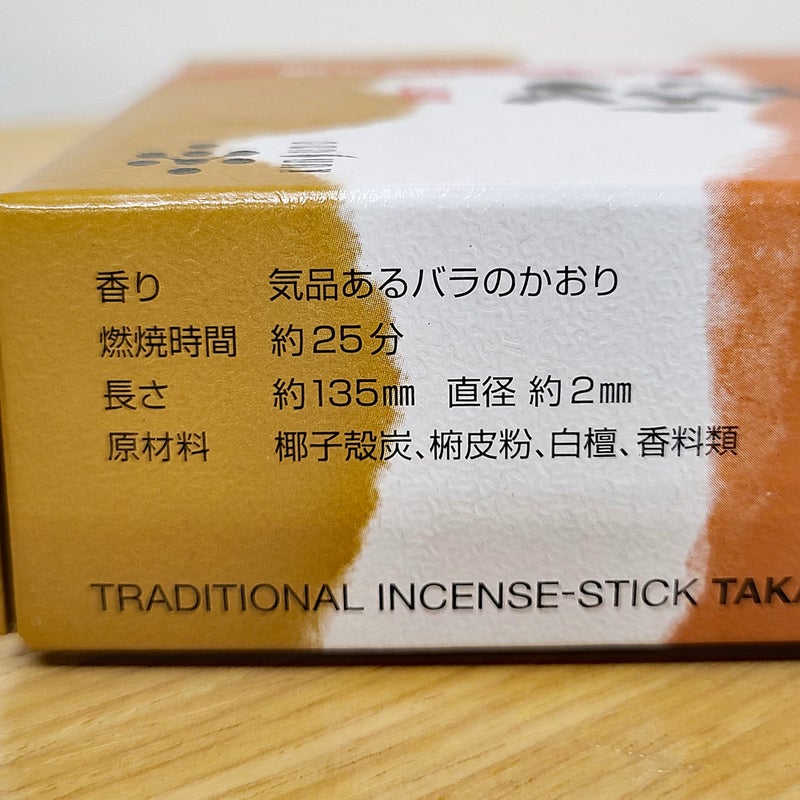 香り 気品あるバラのかおり
燃焼時間 約25分
長さ 約135㎜ 直径 約2㎜
原材料 椰子殻炭、椨皮粉、白檀、香料類
TRADITIONAL INCENSE-STICK